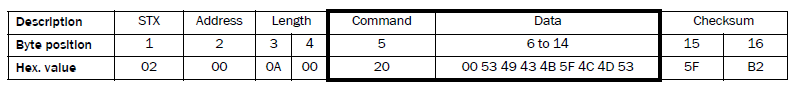 Description STX Address Length Command Data Checksum
Byte position 1 2 3 4 5 6 to 14 15 16
Hex. value 02 00 0A 00 20 00 53 49 43 4B 5F 4C 4D 53 5F B2